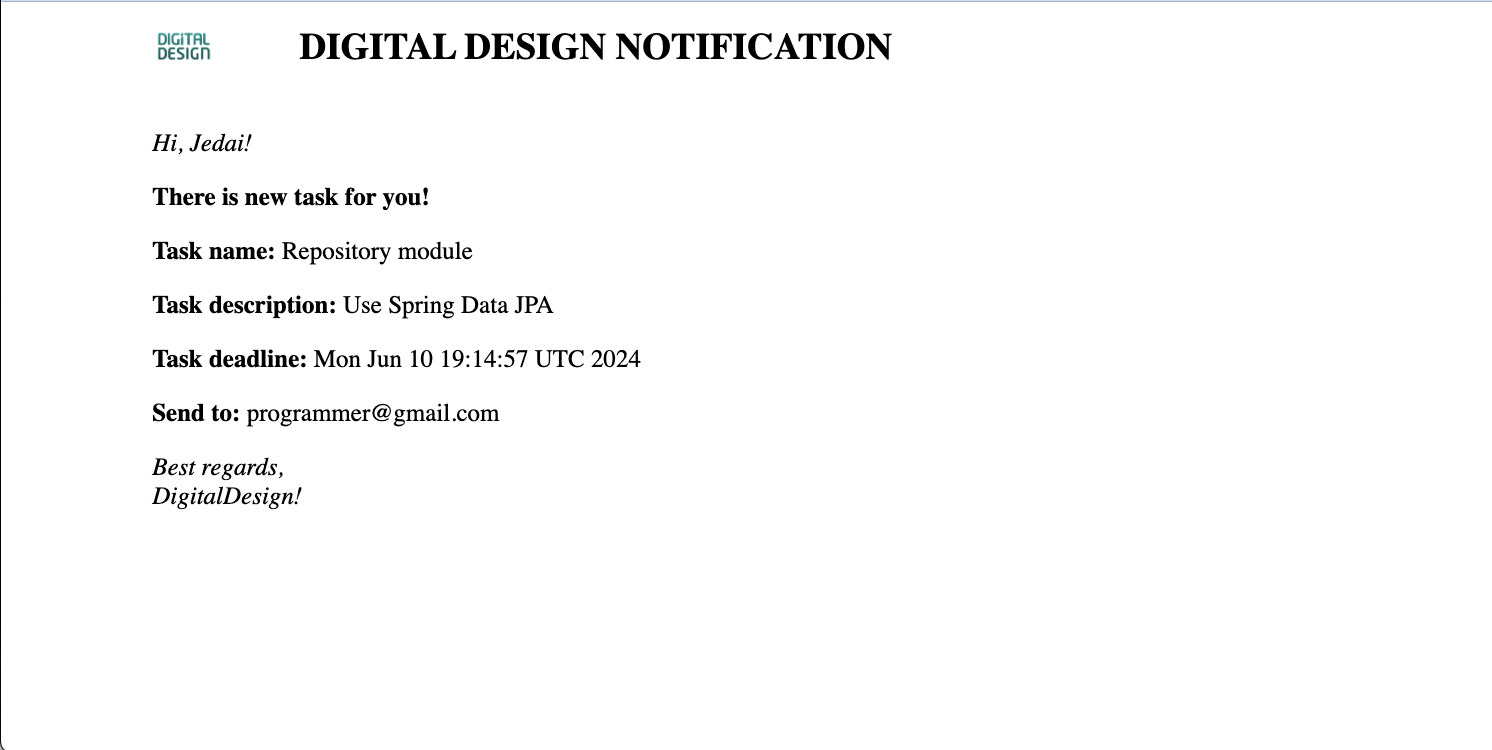 DIGITAL
DESIGN
DIGITAL DESIGN NOTIFICATION
Hi, Jedai!
There is new task for you!
Task name: Repository module
Task description: Use Spring Data JPA
Task deadline: Mon Jun 10 19:14:57 UTC 2024
Send to: programmer@gmail.com
Best regards,
DigitalDesign!